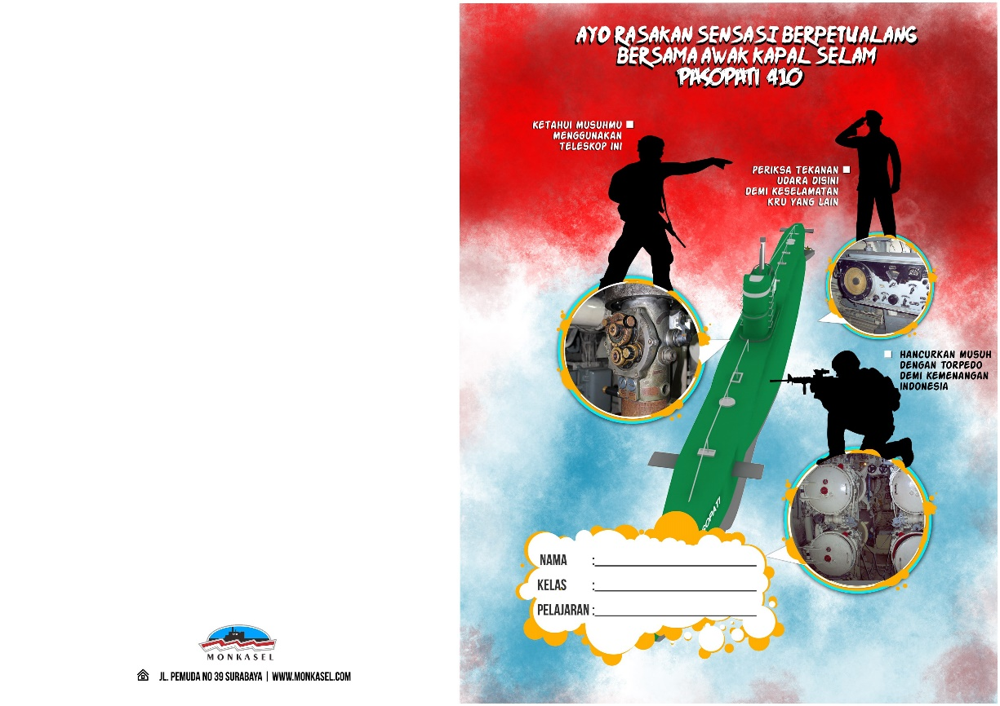 AYO RASAKAN SENSASI BERPETUALANG
BERSAMA AWAK KAPAL SELAM
PASOPATI 410
KETAHUI MUSUHMU
MENGGUNAKAN
TELESKOP INI
PERIKSA TEKANAN
UDARA DISINI
DEMI KESELAMATAN
KRU YANG LAIN
HANCURKAN MUSUH
DENGAN TORPEDO
DEMI KEMENANGAN
INDONESIA
SOPATI
NAMA :
KELAS :
PELAJARAN :
MONKASEL
JL. PEMUDA NO 39 SURABAYA | WWW.MONKASEL.COM